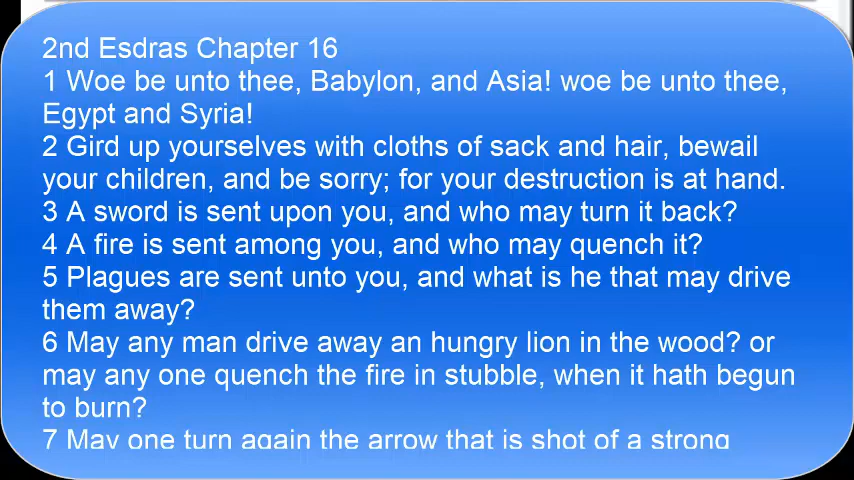 2nd Esdras Chapter 16
1 Woe be unto thee, Babylon, and Asia! woe be unto thee,
Egypt and Syria!
2 Gird up yourselves with cloths of sack and hair, bewail
your children, and be sorry; for your destruction is at hand.
3 A sword is sent upon you, and who may turn it back?
4 A fire is sent among you, and who may quench it?
5 Plagues are sent unto you, and what is he that may drive
them away?
6 May any man drive away an hungry lion in the wood? or
may any one quench the fire in stubble, when it hath begun
to burn?
7 May one turn again the arrow that is shot of a strong